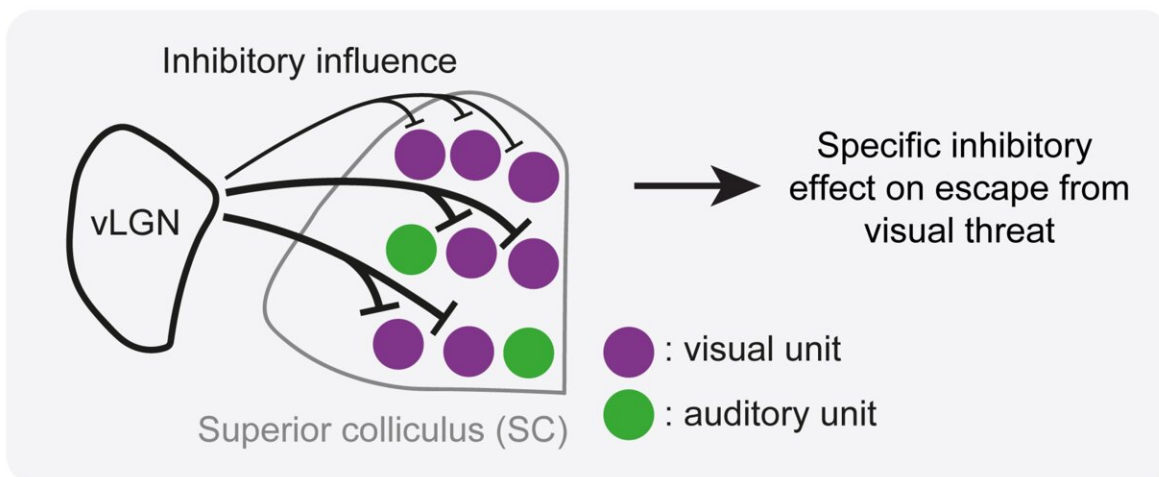 Inhibitory influence
vLGN
Specific inhibitory
effect on escape from
visual threat
: visual unit
: auditory unit
Superior colliculus (SC)